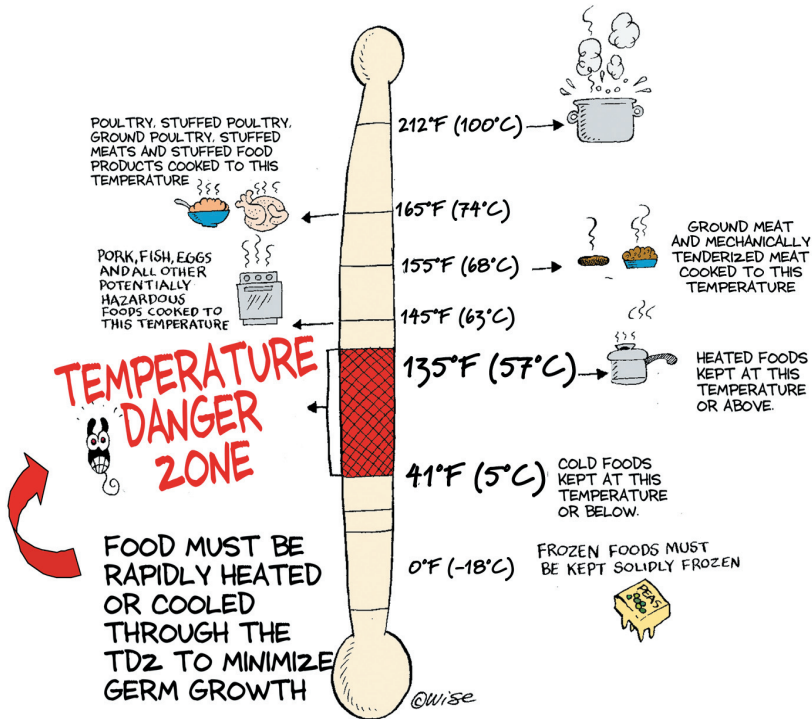 212°F (100°C)
POULTRY, STUFFED POULTRY,
GROUND POULTRY, STUFFED
MEATS AND STUFFED FOOD
PRODUCTS COOKED TO THIS
TEMPERATURE
165°F (74°C)
GROUND MEAT
AND MECHANICALLY
TENDERIZED MEAT
COOKED TO THIS
TEMPERATURE
155°F (68°C)
PORK, FISH, EGGS
AND ALL OTHER
POTENTIALLY
HAZARDOUS
FOODS COOKED TO
THIS TEMPERATURE
145°F (63°C)
TEMPERATURE
DANGER
ZONE
135°F (57°C)
HEATED FOODS
KEPT AT THIS
TEMPERATURE
OR ABOVE.
41°F (5°C)
COLD FOODS
KEPT AT THIS
TEMPERATURE
OR BELOW.
FOOD MUST BE
RAPIDLY HEATED
OR COOLED
THROUGH THE
TDZ TO MINIMIZE
GERM GROWTH
0°F (-18°C)
FROZEN FOODS MUST
BE KEPT SOLIDLY FROZEN
PEAS
©Wise